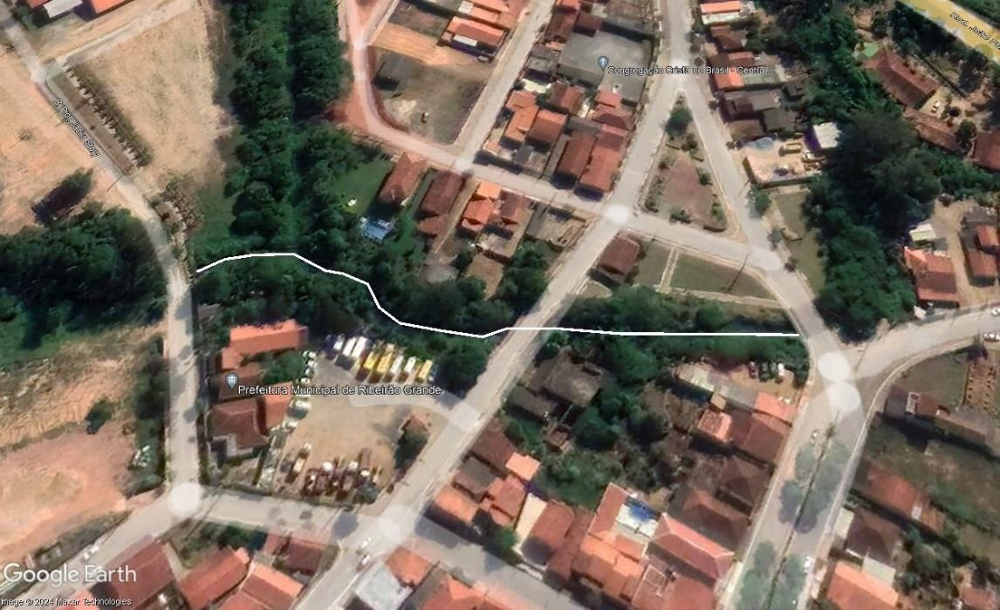 Congregação Cristã no Brasil - Central...
Prefeitura Municipal de Ribeirão Grande
Google Earth
Image © 2024 Maxar Technologies